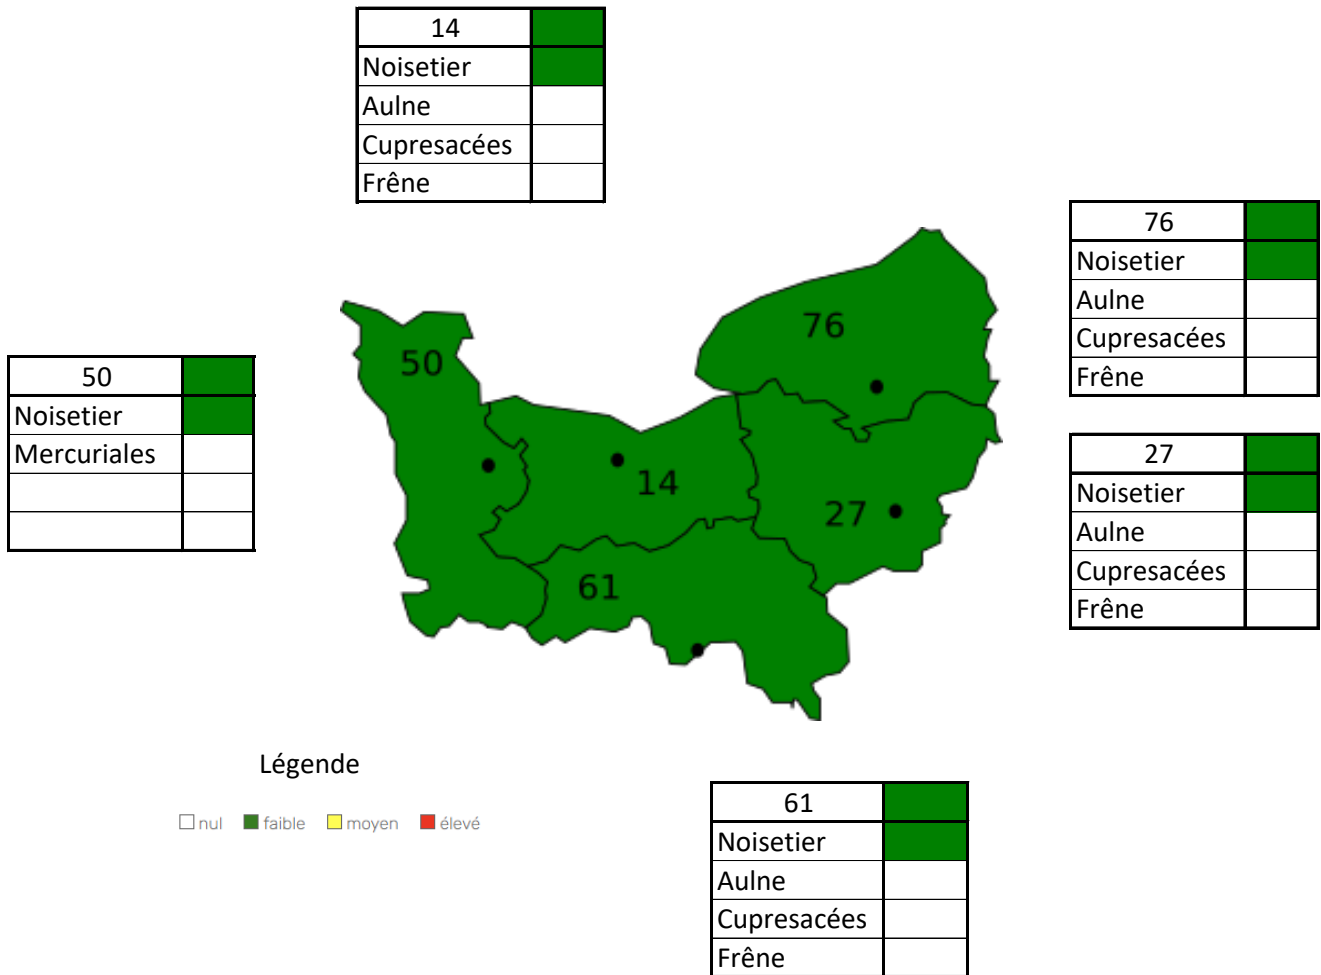 14
Noisetier
Aulne
Cupresacées
Frêne
76
Noisetier
Aulne
Cupresacées
Frêne
50
Noisetier
Mercuriales
27
Noisetier
Aulne
Cupresacées
Frêne
76
50
14
27
61
Légende
nul faible moyen élevé
61
Noisetier
Aulne
Cupresacées
Frêne